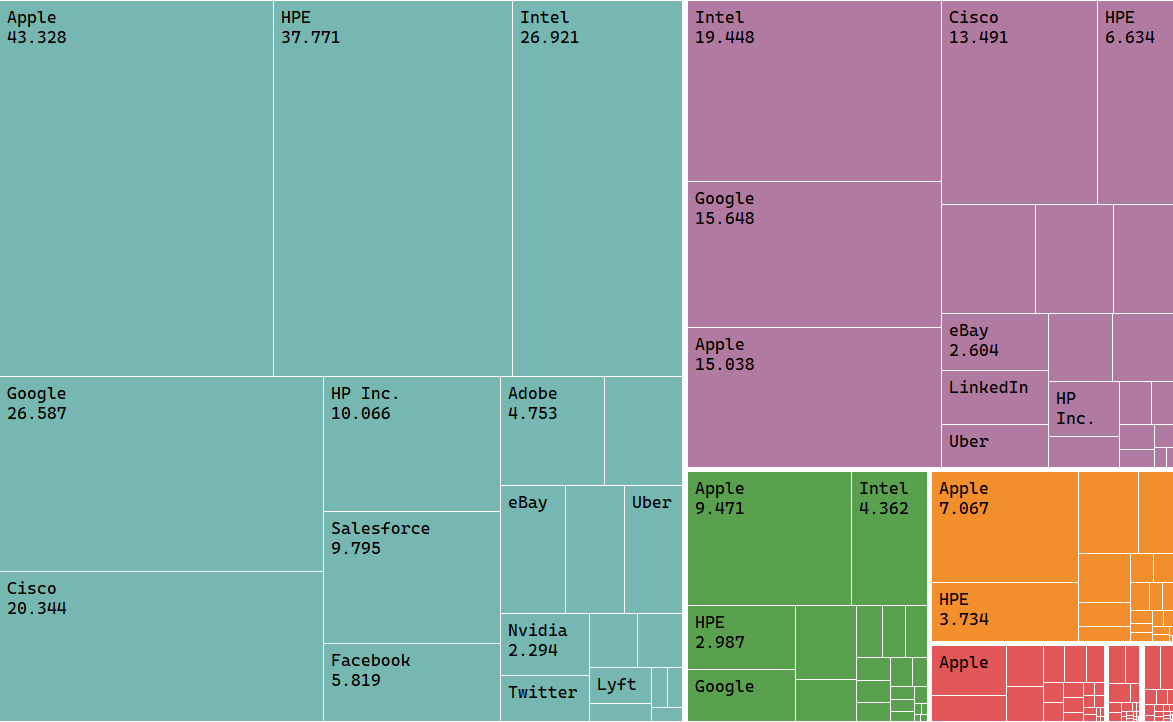 Apple
43.328
HPE
37.771
Intel
26.921
Google
26.587
Cisco
20.344
HP Inc.
10.066
Salesforce
9.795
Facebook
5.819
Adobe
4.753
eBay
Uber
Nvidia
2.294
Twitter
Lyft
Intel
19.448
Google
15.648
Apple
15.038
Cisco
13.491
HPE
6.634
eBay
2.604
LinkedIn
Uber
HP
Inc.
Apple
9.471
Intel
4.362
HPE
2.987
Google
Apple
7.067
HPE
3.734
Apple